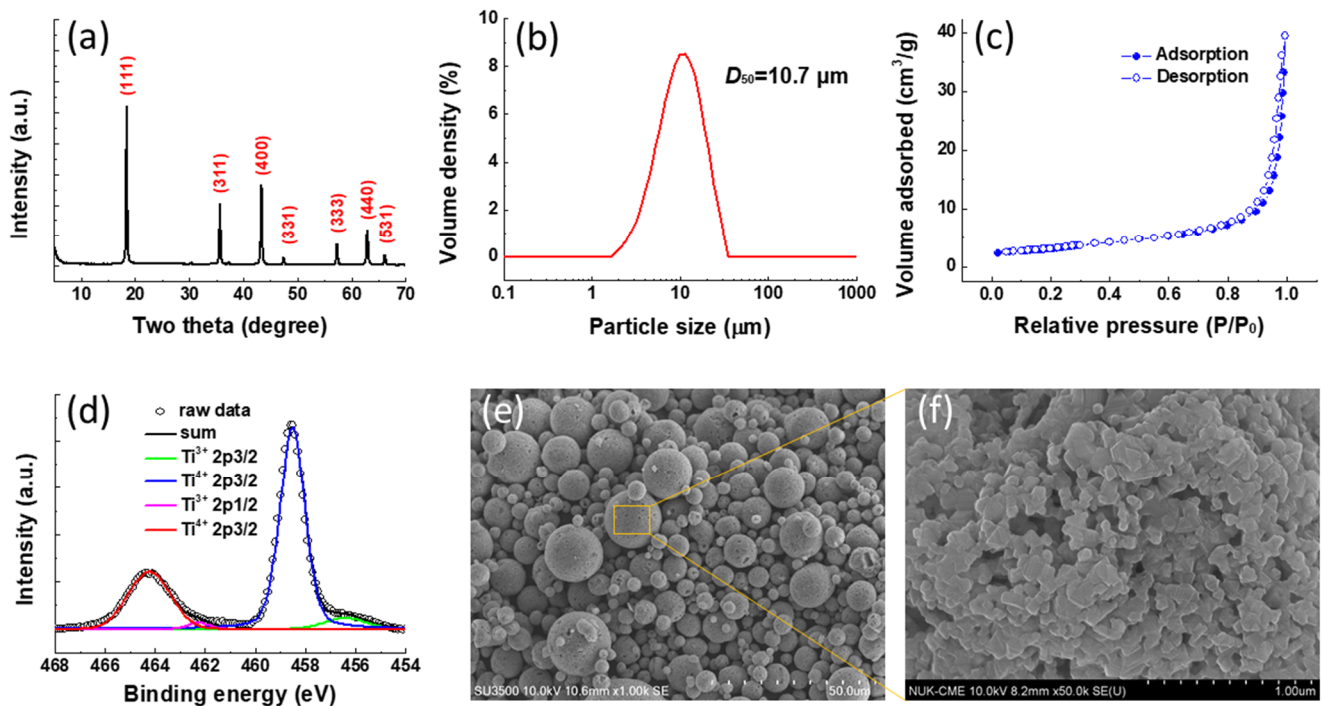 (a)
(111)
(311)
(400)
(331)
(333)
(440)
(531)
Intensity (a.u.)
10 20 30 40 50 60 70
Two theta (degree)
(b)
D50=10.7 μm
Volume density (%)
10
8
6
4
2
0
0.1 1 10 100 1000
Particle size (μm)
(c)
Adsorption
Desorption
Volume adsorbed (cm3/g)
40
30
20
10
0
0.0 0.2 0.4 0.6 0.8 1.0
Relative pressure (P/P0)
(d)
raw data
sum
Ti3+ 2p3/2
Ti4+ 2p3/2
Ti3+ 2p1/2
Ti4+ 2p3/2
Intensity (a.u.)
468 466 464 462 460 458 456 454
Binding energy (eV)
(e)
SU3500 10.0kV 10.6mm x1.00k SE 50.0um
(f)
NUK-CME 10.0kV 8.2mm x50.0k SE(U) 1.00um